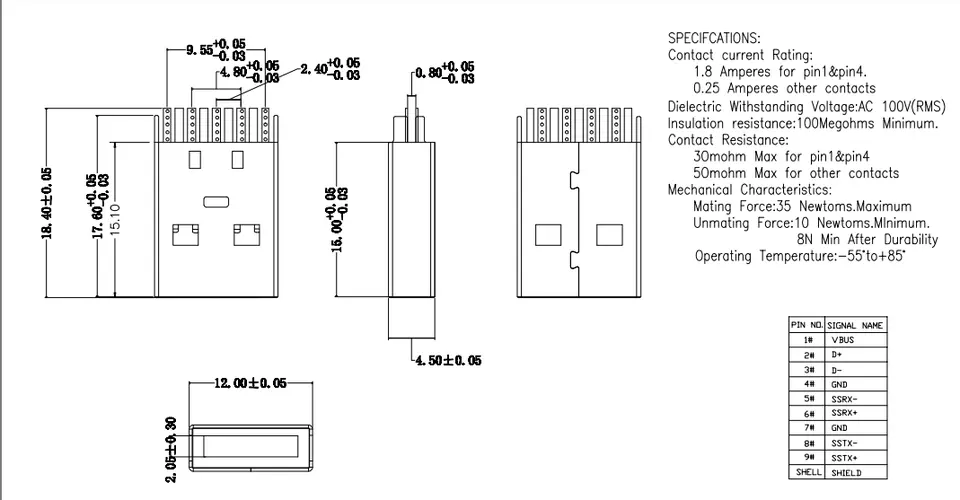 9.55+0.05
-0.03
4.80+0.05
-0.03
2.40+0.05
-0.03
0.80+0.05
-0.03
18.40±0.05
17.60+0.05
-0.03
15.10
15.00+0.05
-0.03
4.50±0.05
12.00±0.05
2.05±0.30
SPECIFCATIONS:
Contact current Rating:
1.8 Amperes for pin1&pin4.
0.25 Amperes other contacts
Dielectric Withstanding Voltage:AC 100V(RMS)
Insulation resistance:100Megohms Minimum.
Contact Resistance:
30mohm Max for pin1&pin4
50mohm Max for other contacts
Mechanical Characteristics:
Mating Force:35 Newtoms.Maximum
Unmating Force:10 Newtoms.MInimum.
8N Min After Durability
Operating Temperature:-55°to+85°
PIN NO. SIGNAL NAME
1# VBUS
2# D+
3# D-
4# GND
5# SSRX-
6# SSRX+
7# GND
8# SSTX-
9# SSTX+
SHELL SHIELD